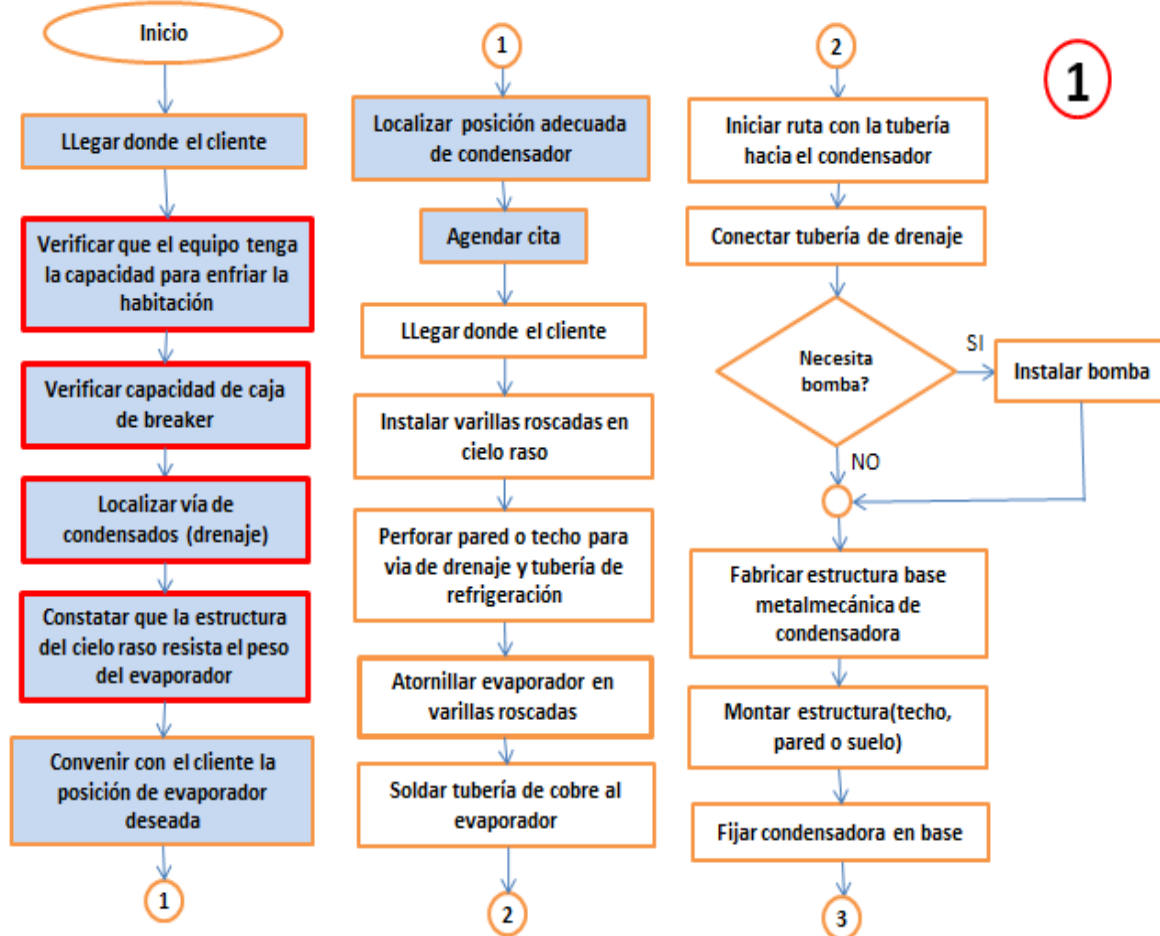 Inicio
LLegar donde el cliente
Verificar que el equipo tenga
la capacidad para enfriar la
habitación
Verificar capacidad de caja
de breaker
Localizar vía de
condensados (drenaje)
Constatar que la estructura
del cielo raso resista el peso
del evaporador
Convenir con el cliente la
posición de evaporador
deseada
1
1
Localizar posición adecuada
de condensador
Agendar cita
LLegar donde el cliente
Instalar varillas roscadas en
cielo raso
Perforar pared o techo para
via de drenaje y tubería de
refrigeración
Atornillar evaporador en
varillas roscadas
Soldar tubería de cobre al
evaporador
2
2
Iniciar ruta con la tubería
hacia el condensador
Conectar tubería de drenaje
Necesita
bomba?
SI
Instalar bomba
NO
Fabricar estructura base
metalmecánica de
condensadora
Montar estructura(techo,
pared o suelo)
Fijar condensadora en base
3
1